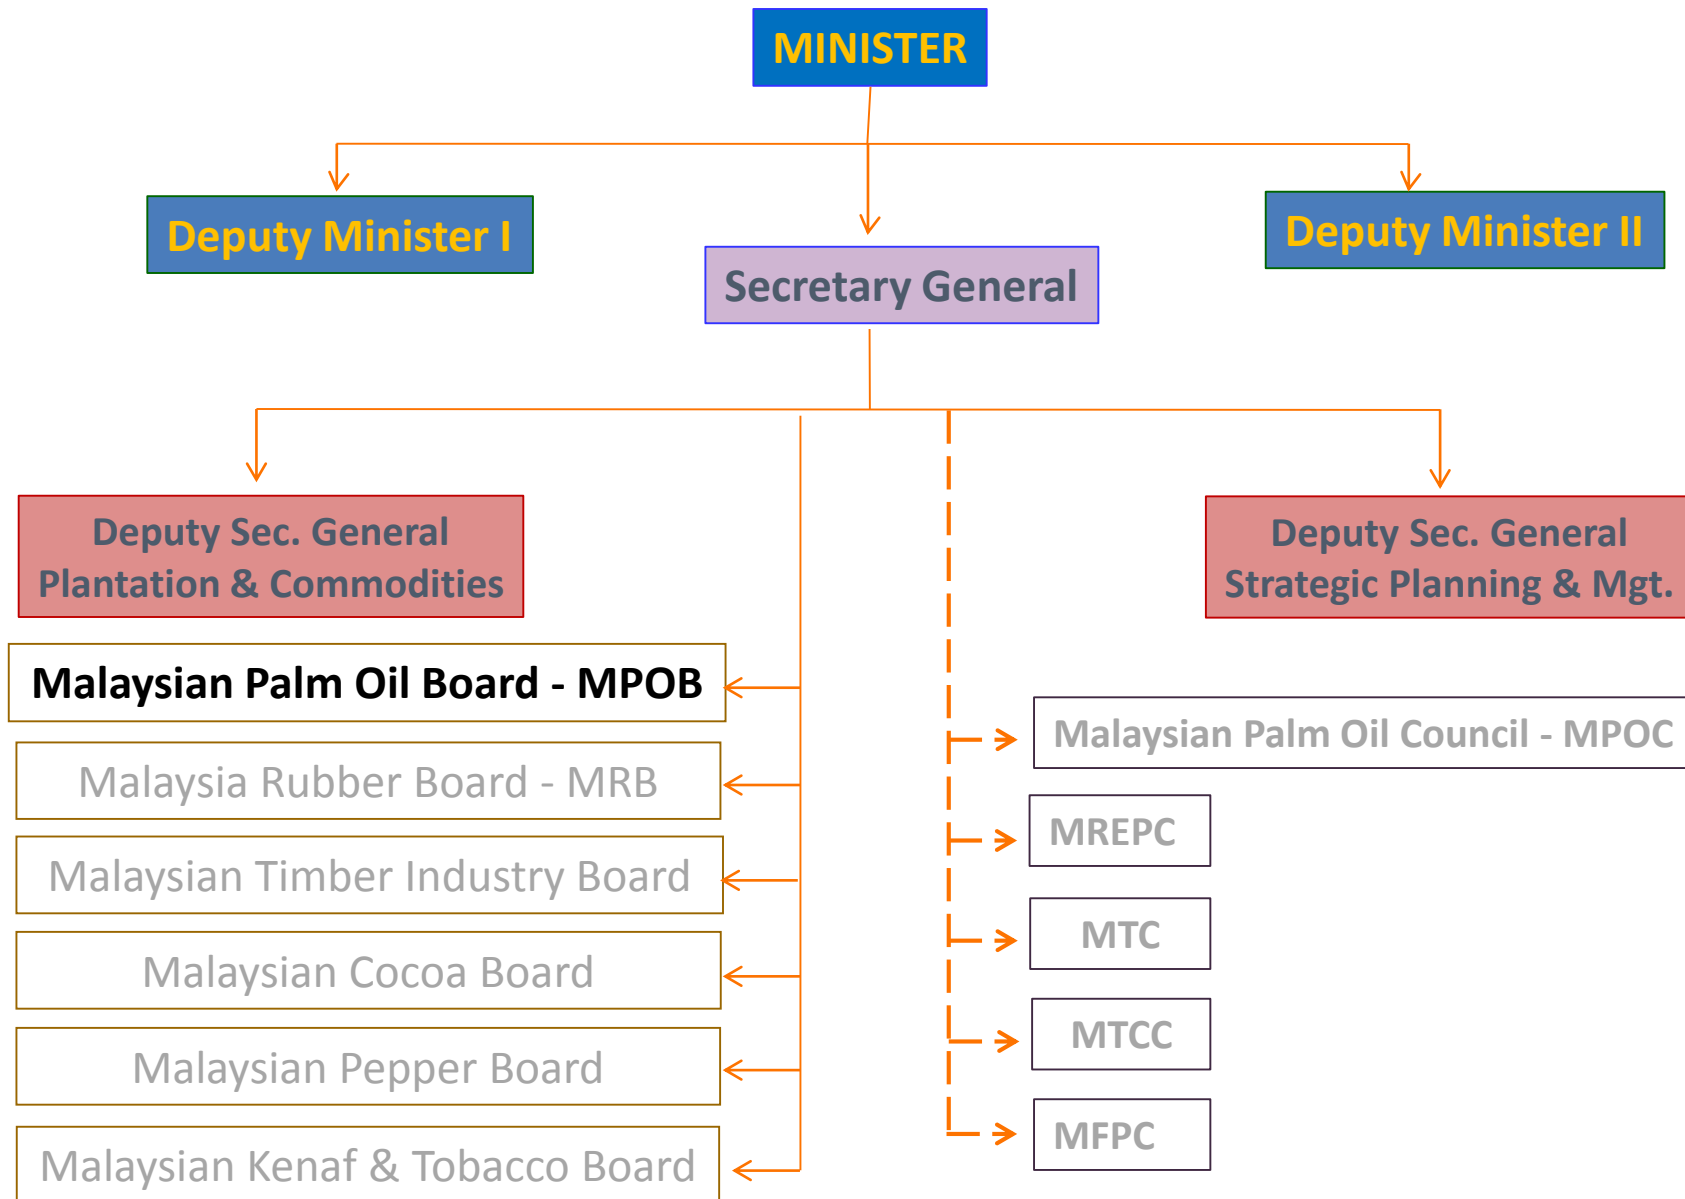 MINISTER
Deputy Minister I
Deputy Minister II
Secretary General
Deputy Sec. General
Plantation & Commodities
Deputy Sec. General
Strategic Planning & Mgt.
Malaysian Palm Oil Board - MPOB
Malaysia Rubber Board - MRB
Malaysian Timber Industry Board
Malaysian Cocoa Board
Malaysian Pepper Board
Malaysian Kenaf & Tobacco Board
Malaysian Palm Oil Council - MPOC
MREPC
MTC
MTCC
MFPC